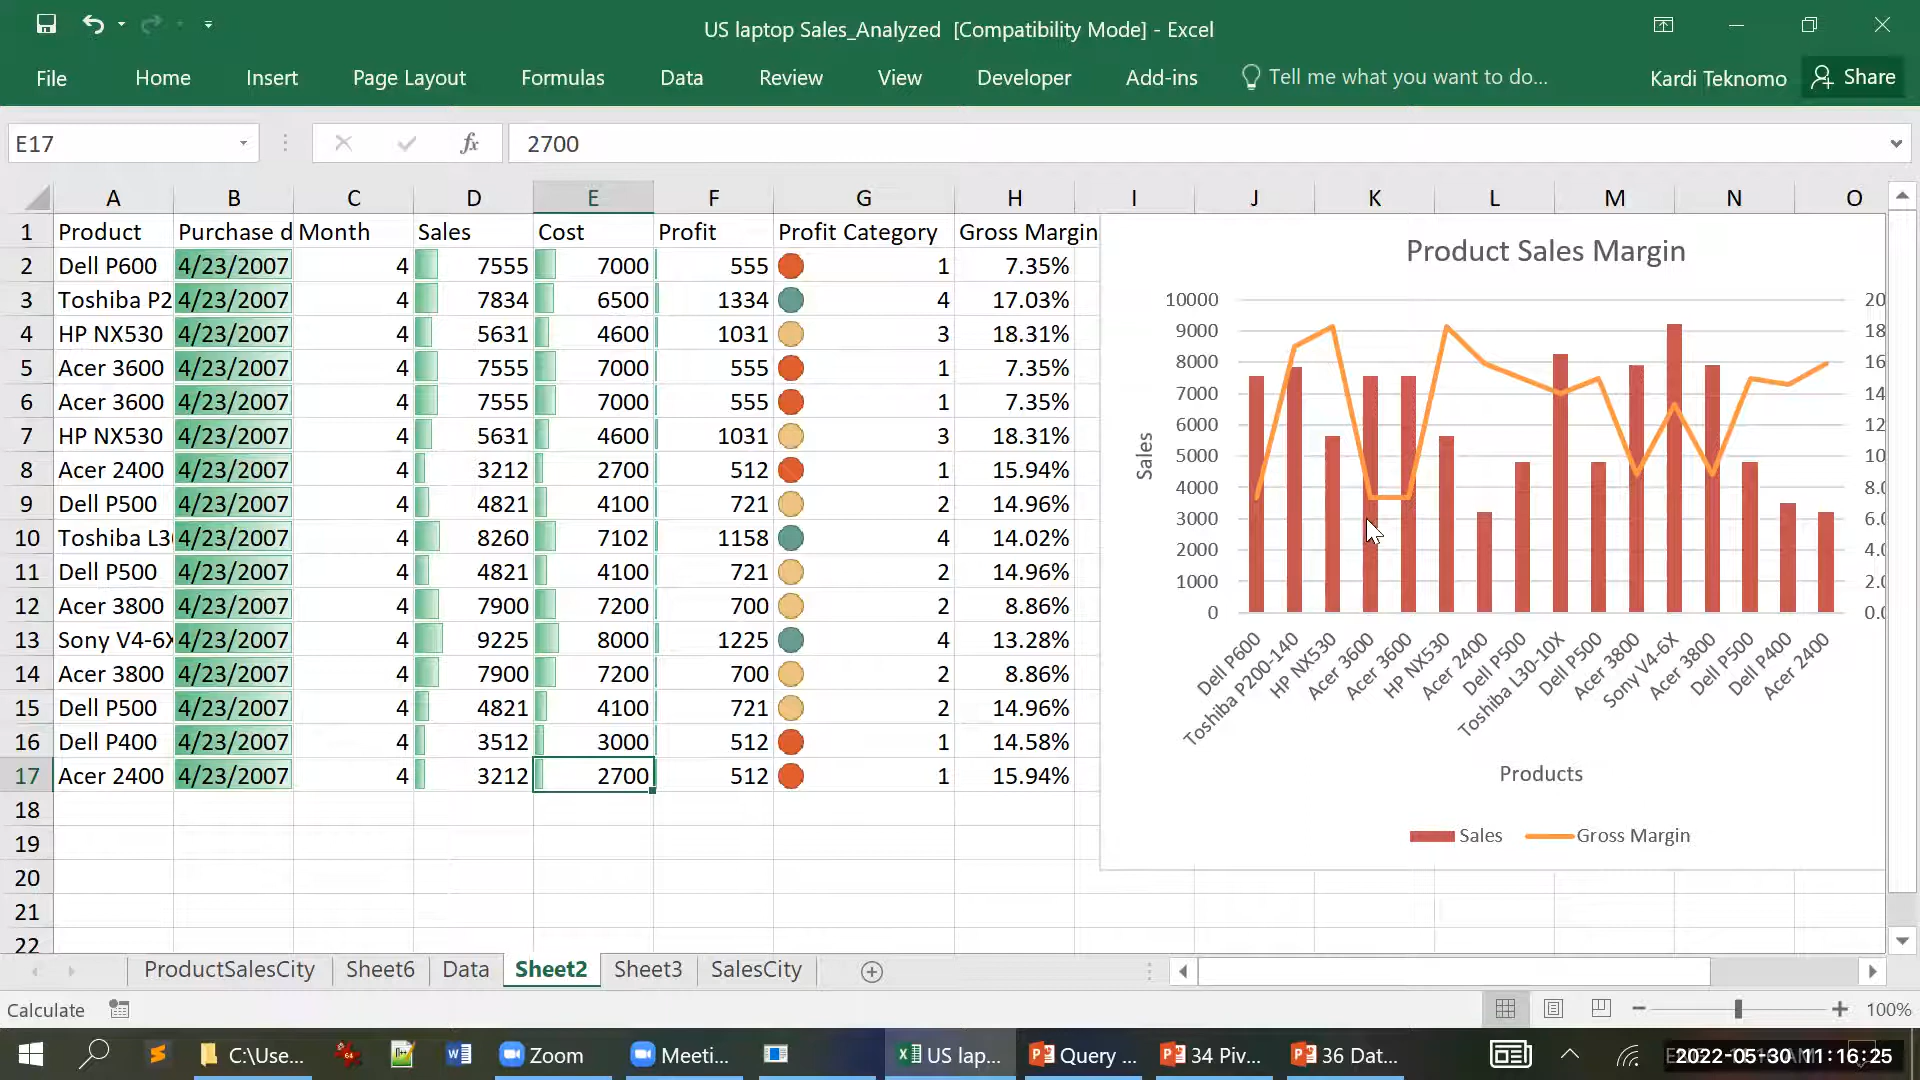 US laptop Sales_Analyzed [Compatibility Mode] - Excel
File Home Insert Page Layout Formulas Data Review View Developer Add-ins Tell me what you want to do... Kardi Teknomo Share
E17 fx 2700
A B C D E F G H I J K L M N O
1 Product Purchase d Month Sales Cost Profit Profit Category Gross Margin
2 Dell P600 4/23/2007 4 7555 7000 555 1 7.35%
3 Toshiba P2 4/23/2007 4 7834 6500 1334 4 17.03%
4 HP NX530 4/23/2007 4 5631 4600 1031 3 18.31%
5 Acer 3600 4/23/2007 4 7555 7000 555 1 7.35%
6 Acer 3600 4/23/2007 4 7555 7000 555 1 7.35%
7 HP NX530 4/23/2007 4 5631 4600 1031 3 18.31%
8 Acer 2400 4/23/2007 4 3212 2700 512 1 15.94%
9 Dell P500 4/23/2007 4 4821 4100 721 2 14.96%
10 Toshiba L3 4/23/2007 4 8260 7102 1158 4 14.02%
11 Dell P500 4/23/2007 4 4821 4100 721 2 14.96%
12 Acer 3800 4/23/2007 4 7900 7200 700 2 8.86%
13 Sony V4-6X 4/23/2007 4 9225 8000 1225 4 13.28%
14 Acer 3800 4/23/2007 4 7900 7200 700 2 8.86%
15 Dell P500 4/23/2007 4 4821 4100 721 2 14.96%
16 Dell P400 4/23/2007 4 3512 3000 512 1 14.58%
17 Acer 2400 4/23/2007 4 3212 2700 512 1 15.94%
18
19
20
21
22
Product Sales Margin
10000 20
9000 18
8000 16
7000 14
6000 12
5000 10
4000 8.
3000 6.
2000 4.
1000 2.
0 0.
Sales
Dell P600
Toshiba P200-140
HP NX530
Acer 3600
Acer 3600
HP NX530
Acer 2400
Dell P500
Toshiba L30-10X
Dell P500
Acer 3800
Sony V4-6X
Acer 3800
Dell P500
Dell P400
Acer 2400
Products
Sales Gross Margin
ProductSalesCity Sheet6 Data Sheet2 Sheet3 SalesCity
Calculate 100%
C:\Use... Zoom Meeti... US lap... Query ... 34 Piv... 36 Dat... 2022-05-30 11:16:25